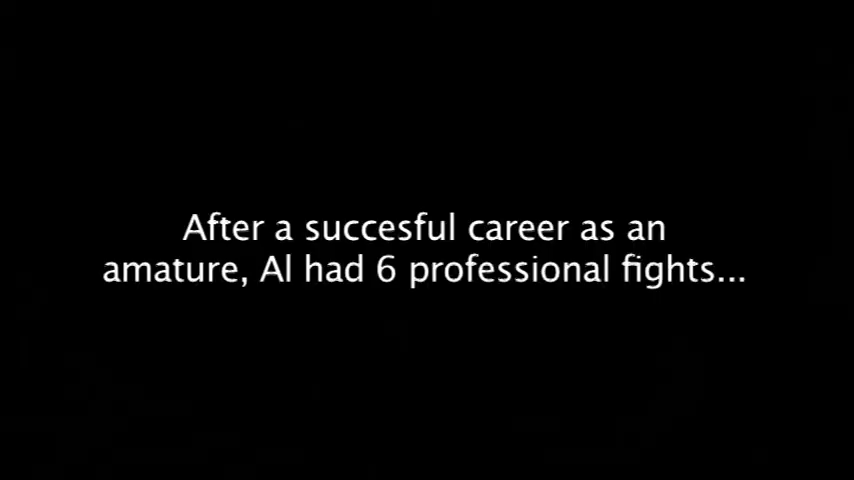 After a succesful career as an
amature, Al had 6 professional fights...